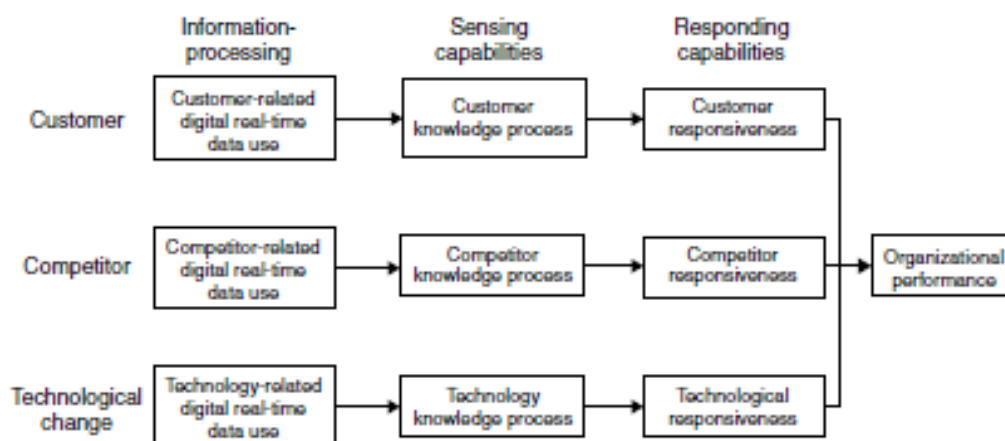 Information-
processing
Sensing
capabilities
Responding
capabilities
Customer
Customer-related
digital real-time
data use
Customer
knowledge process
Customer
responsiveness
Competitor
Competitor-related
digital real-time
data use
Competitor
knowledge process
Competitor
responsiveness
Organizational
performance
Technological
change
Technology-related
digital real-time
data use
Technology
knowledge process
Technological
responsiveness